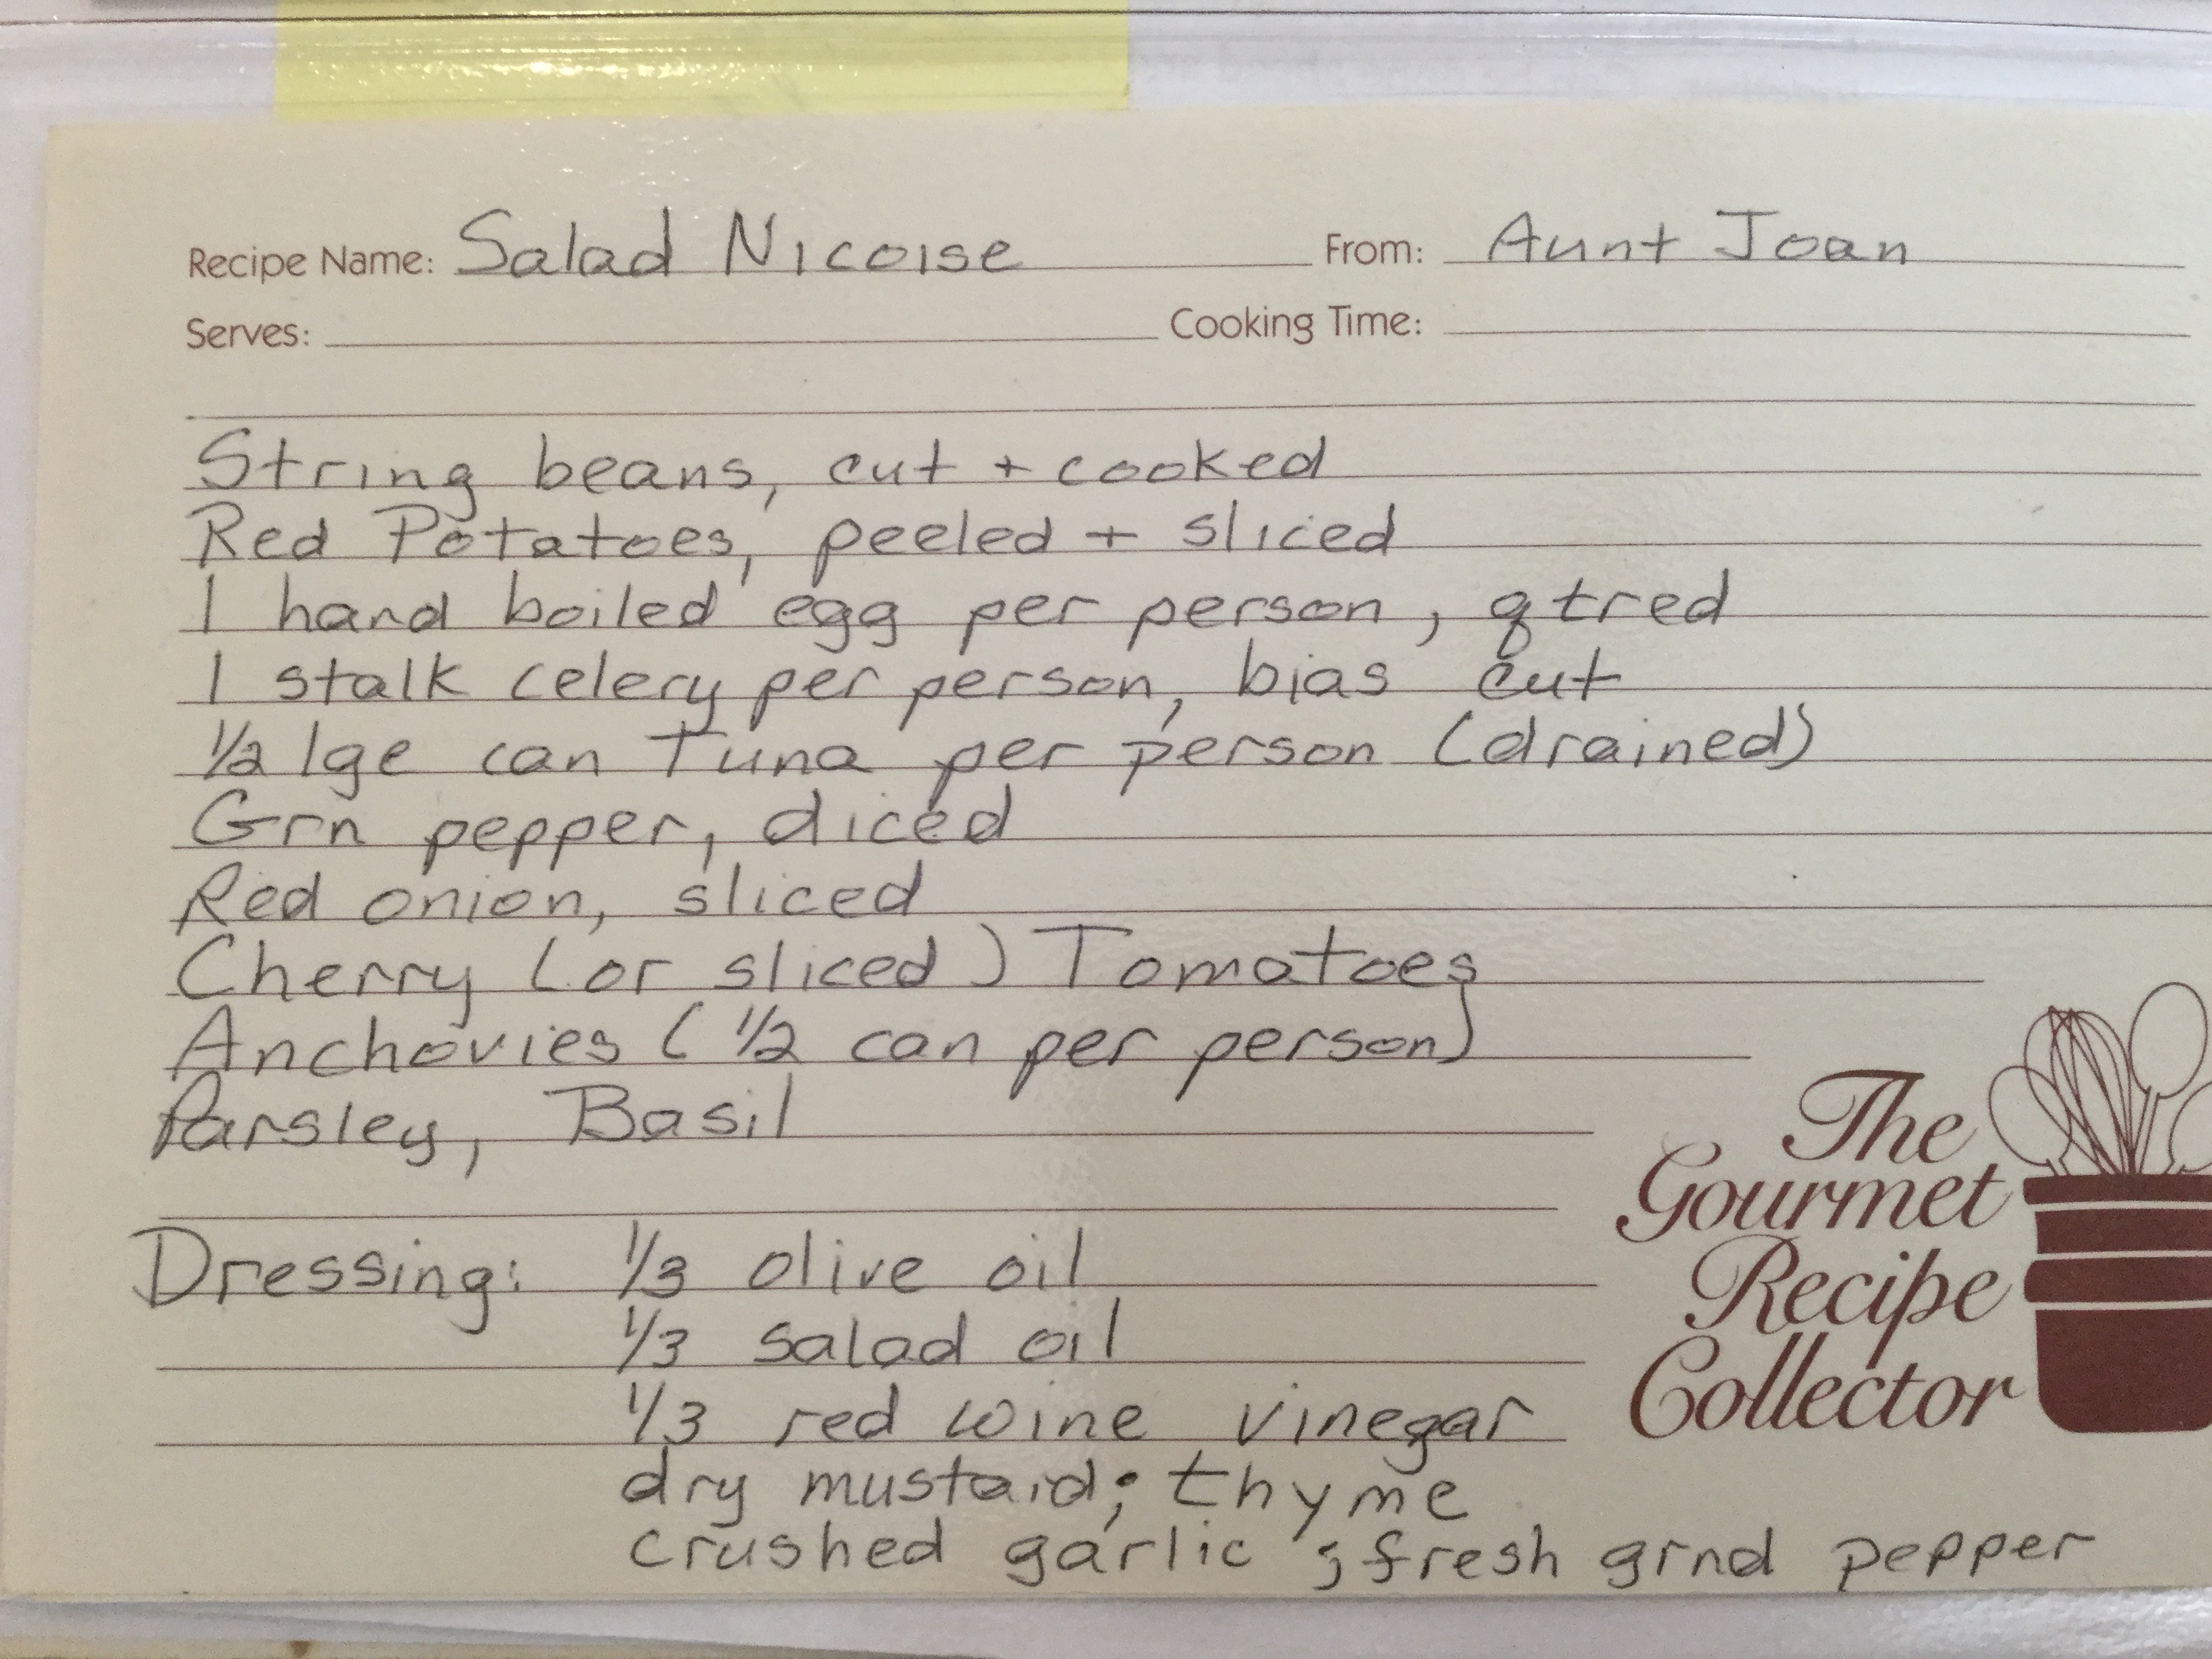 Recipe Name: Salad Nicoise From: Aunt Joan
Serves: Cooking Time:
String beans, cut + cooked
Red Potatoes, peeled + sliced
1 hard boiled egg per person, qtred
1 stalk celery per person, bias cut
1/2 lge can Tuna per person (drained)
Grn pepper, diced
Red onion, sliced
Cherry (or sliced) Tomatoes
Anchovies (1/2 can per person)
Parsley, Basil
Dressing: 1/3 olive oil
1/3 salad oil
1/3 red wine vinegar
dry mustard; thyme
crushed garlic ; fresh grnd pepper
The
Gourmet
Recipe
Collector